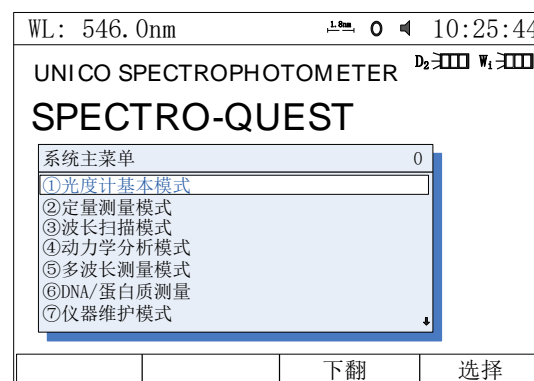 WL: 546.0nm 1.8nm 0 10:25:44
D₂ W₁
UNICO SPECTROPHOTOMETER
SPECTRO-QUEST
系统主菜单 0
①光度计基本模式
②定量测量模式
③波长扫描模式
④动力学分析模式
⑤多波长测量模式
⑥DNA/蛋白质测量
⑦仪器维护模式
下翻 选择